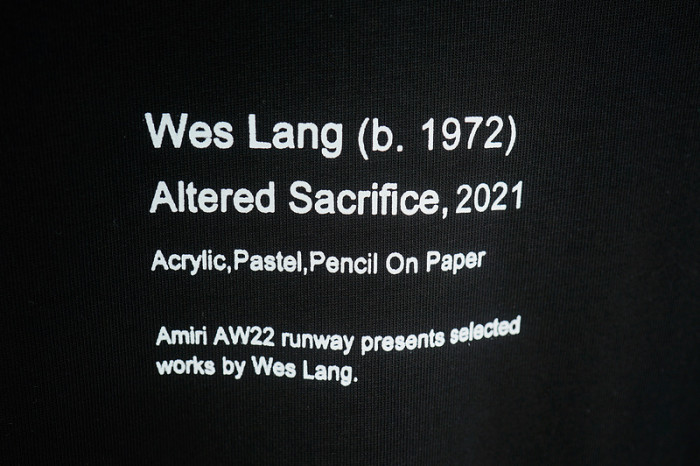 Wes Lang (b. 1972)
Altered Sacrifice, 2021
Acrylic,Pastel,Pencil On Paper
Amiri AW22 runway presents selected
works by Wes Lang.